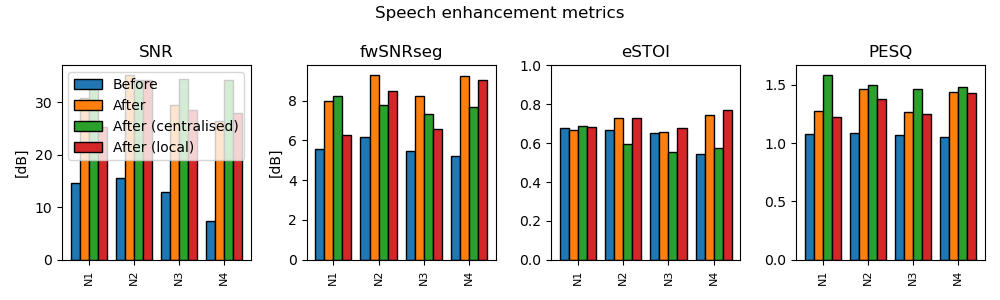 Speech enhancement metrics
SNR
[dB]
30
20
10
0
Before
After
After (centralised)
After (local)
N1 N2 N3 N4
fwSNRseg
[dB]
8
6
4
2
0
N1 N2 N3 N4
eSTOI
1.0
0.8
0.6
0.4
0.2
0.0
N1 N2 N3 N4
PESQ
1.5
1.0
0.5
0.0
N1 N2 N3 N4